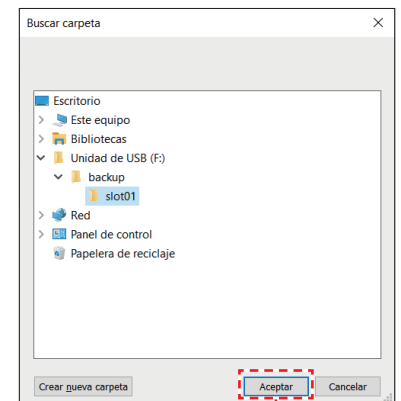 Buscar carpeta
Escritorio
Este equipo
Bibliotecas
Unidad de USB (F:)
backup
slot01
Red
Panel de control
Papelera de reciclaje
Crear nueva carpeta Aceptar Cancelar